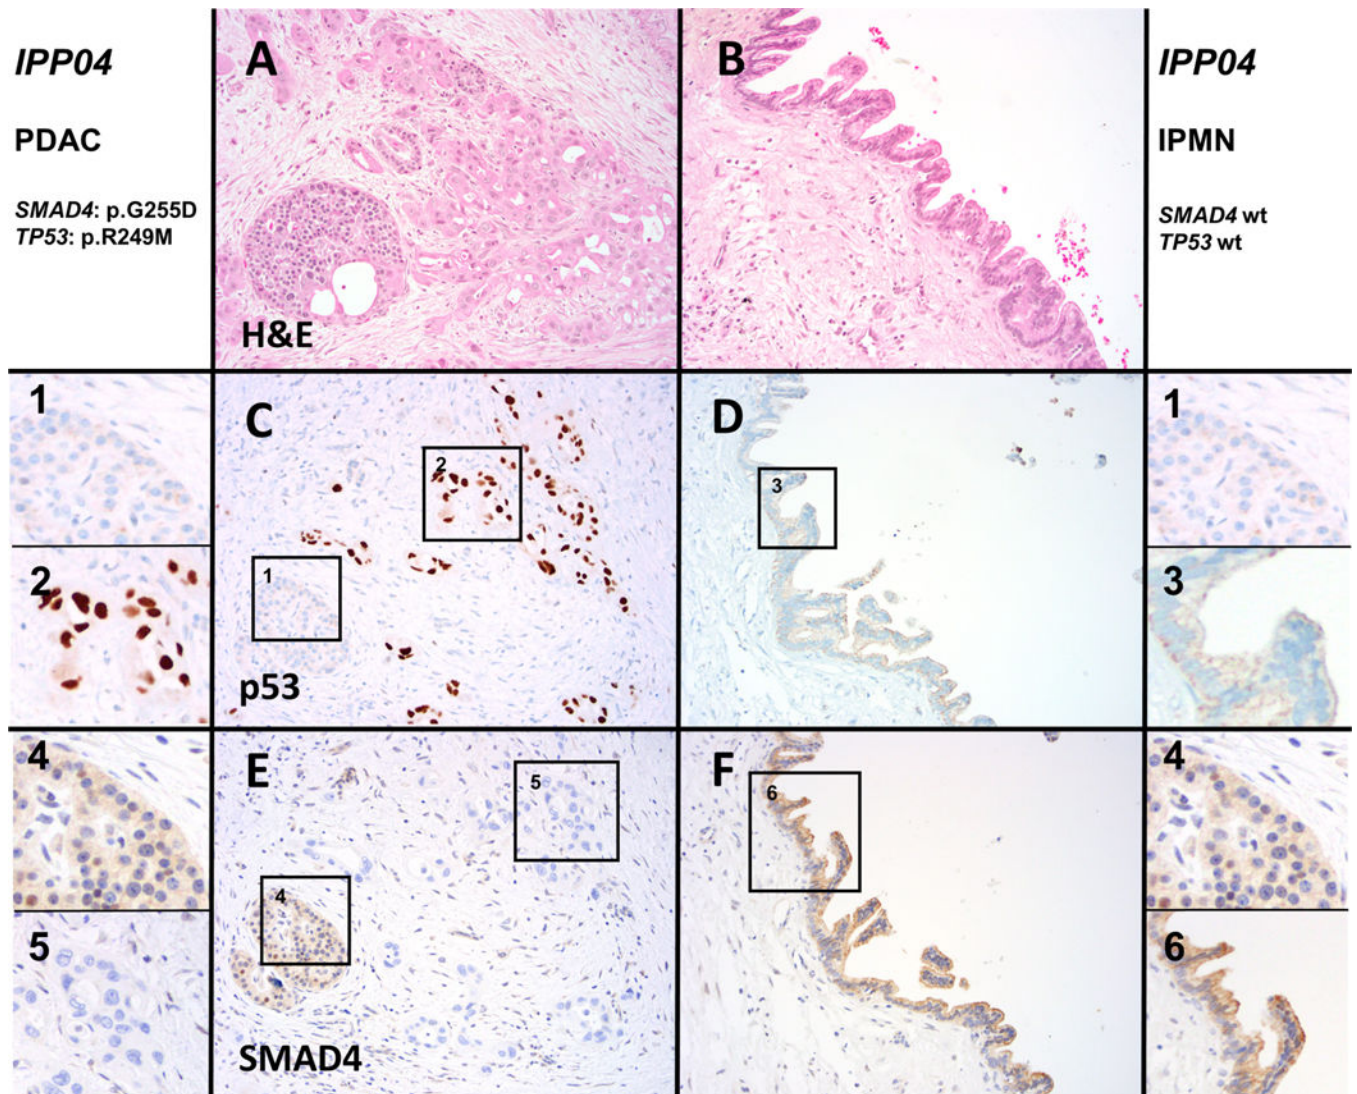 IPP04
PDAC
SMAD4: p.G255D
TP53: p.R249M
A
H&E
B
IPP04
IPMN
SMAD4 wt
TP53 wt
1
2
C
1
2
p53
D
3
1
3
4
5
E
4
5
SMAD4
F
6
4
6